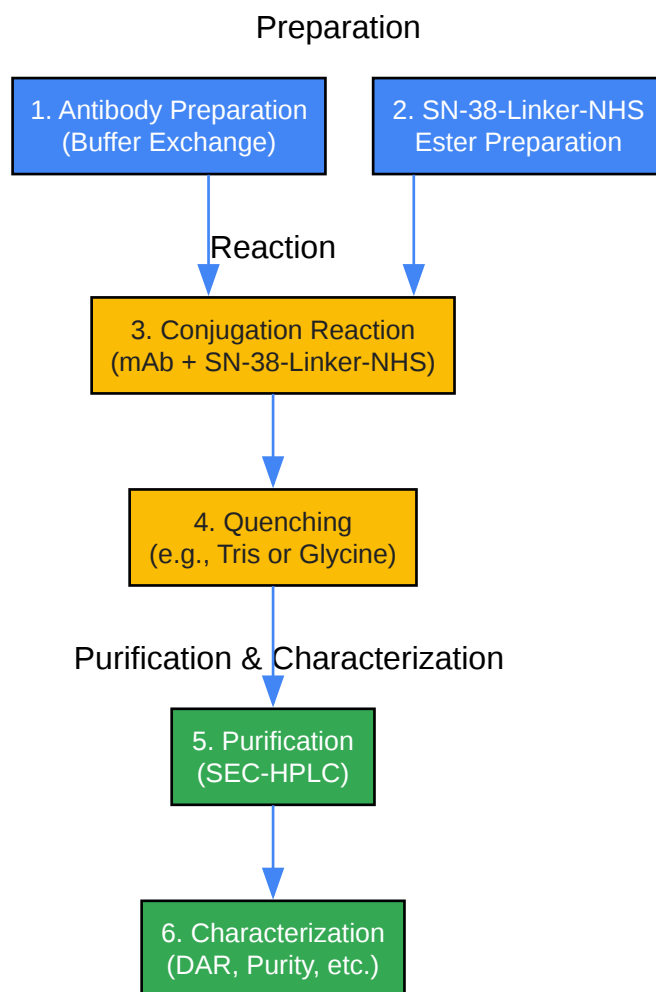 Preparation
1. Antibody Preparation
(Buffer Exchange)
2. SN-38-Linker-NHS
Ester Preparation
Reaction
3. Conjugation Reaction
(mAb + SN-38-Linker-NHS)
4. Quenching
(e.g., Tris or Glycine)
Purification & Characterization
5. Purification
(SEC-HPLC)
6. Characterization
(DAR, Purity, etc.)